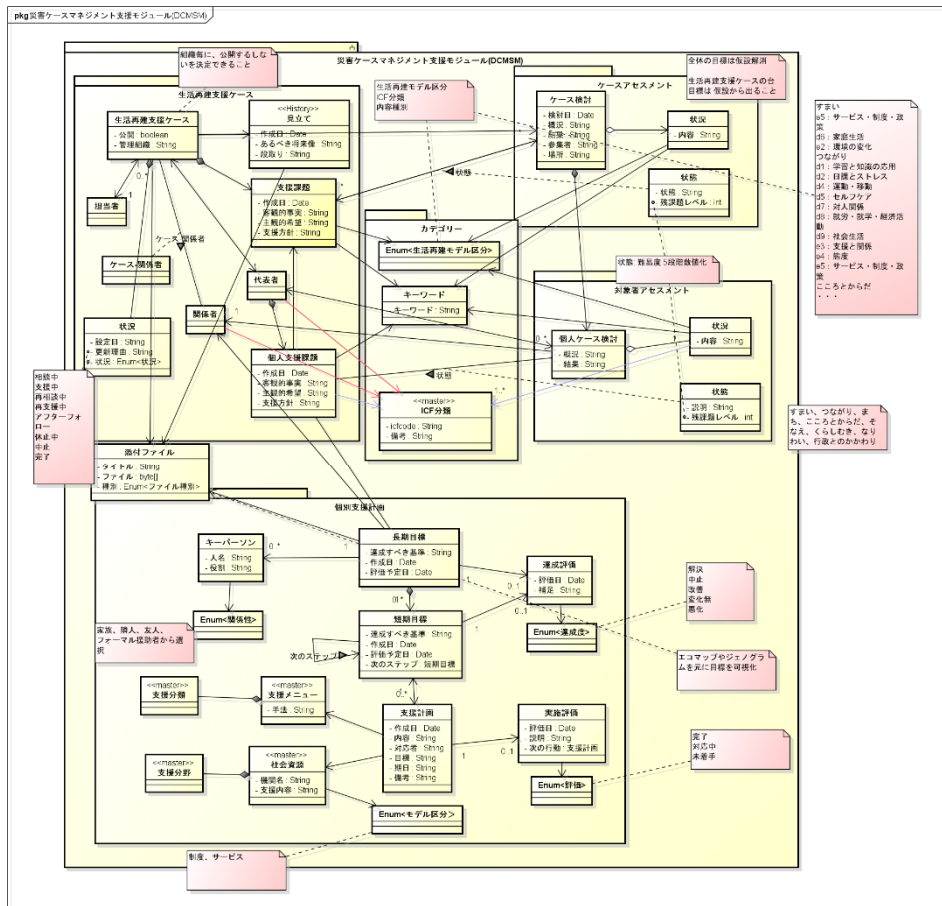 pkg 災害ケースマネジメント支援モジュール(DCMSM)
災害ケースマネジメント支援モジュール(DCMSM)
組織毎に、公開するしな
いを決定できること
生活再建支援ケース
生活再建支援ケース
- 公開 : boolean
- 管理組織 : String
<<History>>
見立て
- 作成日 : Date
- あるべき将来像 : String
- 段取り : String
支援課題
- 作成日 : Date
- 客観的事実 : String
- 主観的希望 : String
- 支援方針 : String
0..*
1
担当者
ケース-関係者
ケース-関係者
代表者
関係者
状況
- 設定日 : String
- 更新理由 : String
- 状況 : Enum<状況>
個人支援課題
- 作成日 : Date
- 客観的事実 : String
- 主観的希望 : String
- 支援方針 : String
相談中
支援中
再相談中
再支援中
アフターフォ
ロー
休止中
中止
完了
生活再建モデル区分
ICF分類
内容種別
カテゴリー
Enum<生活再建モデル区分>
キーワード
- キーワード : String
<<master>>
ICF分類
- icfcode : String
- 備考 : String
ケースアセスメント
ケース検討
- 検討日 : Date
- 概況 : String
- 結果 : String
- 参集者 : String
- 場所 : String
状況
- 内容 : String
状態
状態
- 状態 : String
- 残課題レベル : int
全体の目標は仮設解消
生活再建支援ケースの台
目標は 仮設から出ること
状態: 難易度 5段階数値化
対象者アセスメント
個人ケース検討
- 概況 : String
- 結果 : String
0..*
1
状況
- 内容 : String
状態
1..*
状態
- 説明 : String
- 残課題レベル : int
すまい
e5：サービス・制度・政
策
d6：家庭生活
e2：環境の変化
つながり
d1：学習と知識の応用
d2：日課とストレス
d4：運動・移動
d5：セルフケア
d7：対人関係
d8：就労・就学・経済活
動
d9：社会生活
e3：支援と関係
e4：態度
e5：サービス・制度・政
策
こころとからだ
・・・
すまい、つながり、ま
ち、こころとからだ、そ
なえ、くらしむき、なり
わい、行政とのかかわり
添付ファイル
- タイトル : String
- ファイル : byte[]
- 種別 : Enum<ファイル種別>
個別支援計画
キーパーソン
- 人名 : String
- 役割 : String
0..*
1
長期目標
- 達成すべき基準 : String
- 作成日 : Date
- 評価予定日 : Date
1
0..1
達成評価
- 評価日 : Date
- 補足 : String
0..1
Enum<関係性>
家族、隣人、友人、
フォーマル援助者から選
択
0..*
短期目標
- 達成すべき基準 : String
- 作成日 : Date
- 評価予定日 : Date
- 次のステップ : 短期目標
次のステップ
1
Enum<達成度>
解決
中止
改善
変化無
悪化
エコマップやジェノグラ
ムを元に目標を可視化
<<master>>
支援分類
<<master>>
支援メニュー
- 手法 : String
0..*
支援計画
- 作成日 : Date
- 内容 : String
- 対応者 : String
- 目標 : String
- 期日 : String
- 備考 : String
1
0..1
実施評価
- 評価日 : Date
- 説明 : String
- 次の行動 : 支援計画
<<master>>
支援分野
<<master>>
社会資源
- 機関名 : String
- 支援内容 : String
Enum<評価>
完了
対応中
未着手
Enum<モデル区分>
制度、サービス